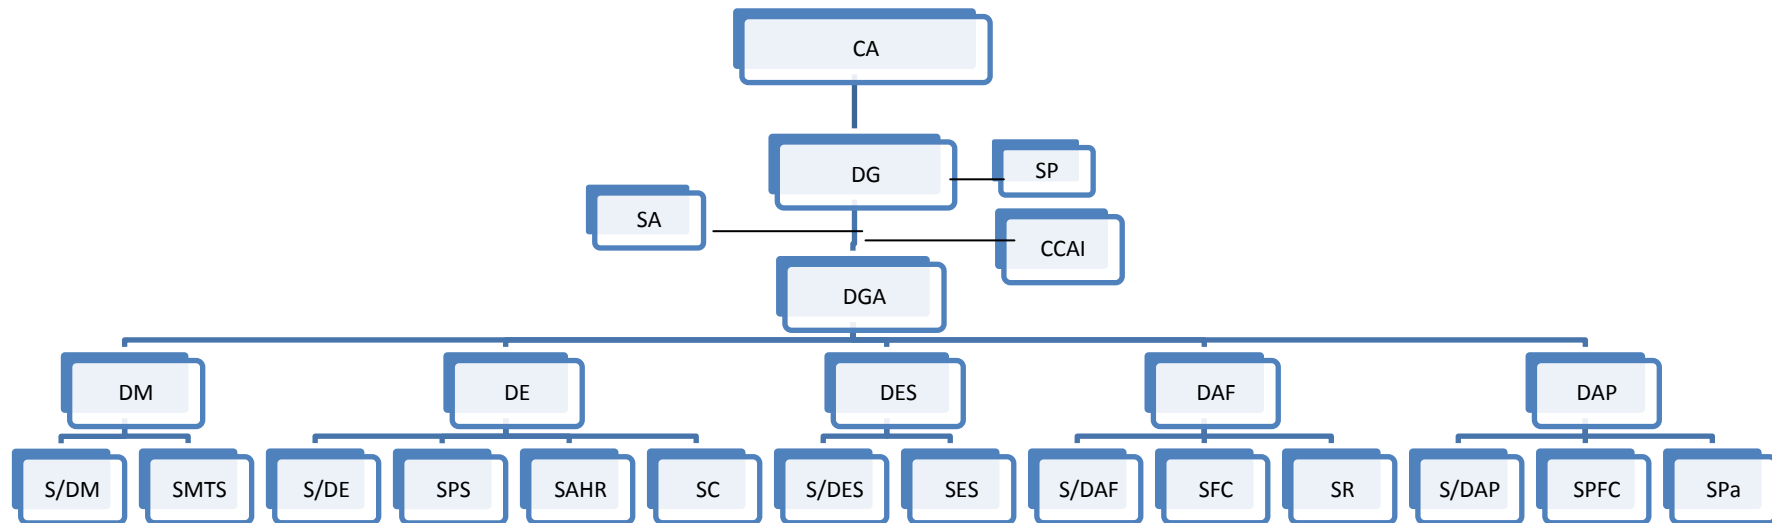 CA
DG
SP
SA
CCAI
DGA
DM
DE
DES
DAF
DAP
S/DM
SMTS
S/DE
SPS
SAHR
SC
S/DES
SES
S/DAF
SFC
SR
S/DAP
SPFC
SPa